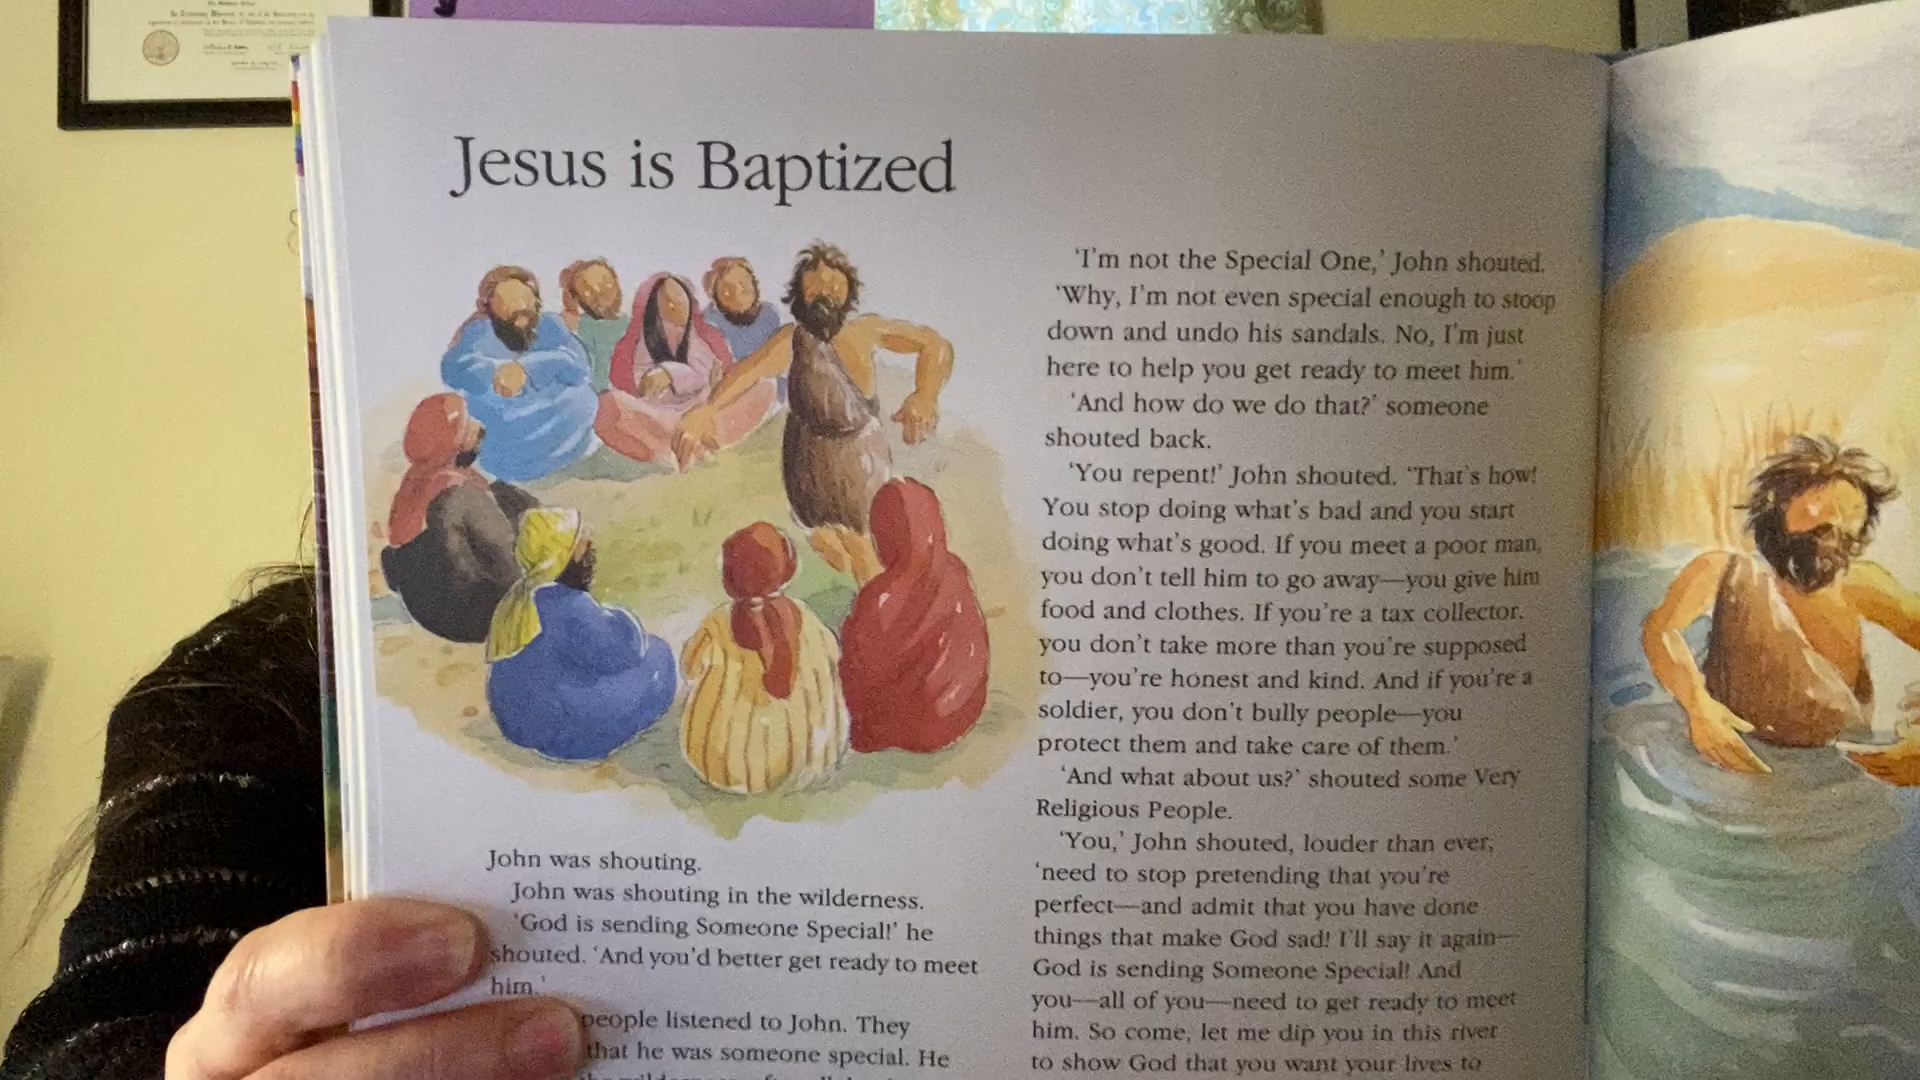 Jesus is Baptized
John was shouting.
John was shouting in the wilderness.
‘God is sending Someone Special!’ he
shouted. ‘And you’d better get ready to meet
him.’
people listened to John. They
that he was someone special. He
‘I’m not the Special One,’ John shouted.
‘Why, I’m not even special enough to stoop
down and undo his sandals. No, I’m just
here to help you get ready to meet him.’
‘And how do we do that?’ someone
shouted back.
‘You repent!’ John shouted. ‘That’s how!
You stop doing what’s bad and you start
doing what’s good. If you meet a poor man,
you don’t tell him to go away—you give him
food and clothes. If you’re a tax collector,
you don’t take more than you’re supposed
to—you’re honest and kind. And if you’re a
soldier, you don’t bully people—you
protect them and take care of them.’
‘And what about us?’ shouted some Very
Religious People.
‘You,’ John shouted, louder than ever,
‘need to stop pretending that you’re
perfect—and admit that you have done
things that make God sad! I’ll say it again—
God is sending Someone Special! And
you—all of you—need to get ready to meet
him. So come, let me dip you in this river
to show God that you want your lives to